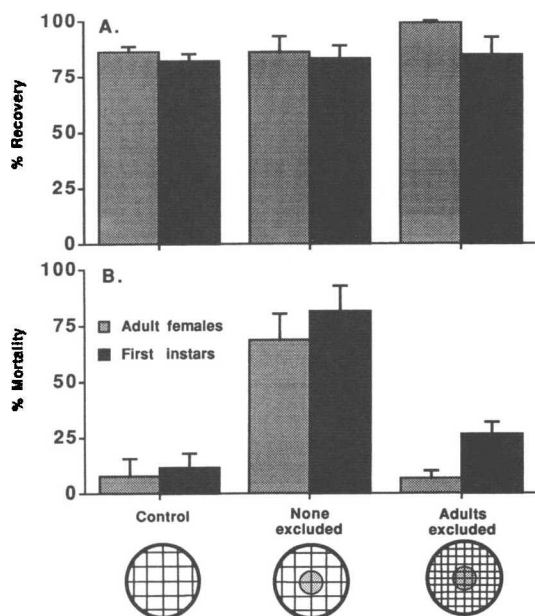 A.
% Recovery
100
75
50
25
0
B.
% Mortality
100
75
50
25
0
Adult females
First instars
Control
None
excluded
Adults
excluded